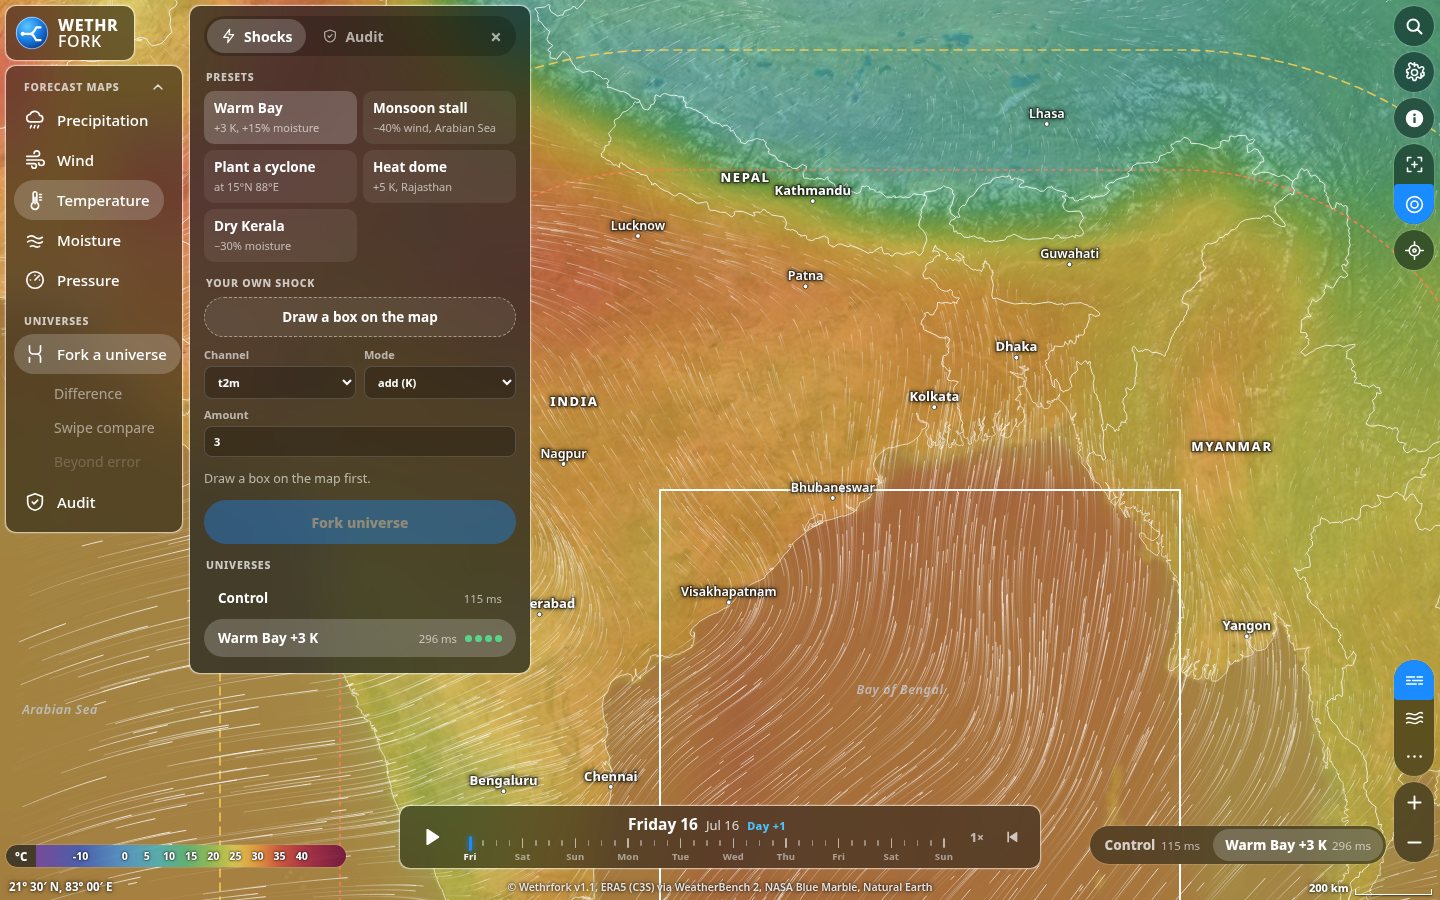 WETHR
FORK
FORECAST MAPS
Precipitation
Wind
Temperature
Moisture
Pressure
UNIVERSES
Fork a universe
Difference
Swipe compare
Beyond error
Audit
Shocks
Audit
×
PRESETS
Warm Bay
+3 K, +15% moisture
Monsoon stall
−40% wind, Arabian Sea
Plant a cyclone
at 15°N 88°E
Heat dome
+5 K, Rajasthan
Dry Kerala
−30% moisture
YOUR OWN SHOCK
Draw a box on the map
Channel
Mode
t2m
add (K)
Amount
3
Draw a box on the map first.
Fork universe
UNIVERSES
Control
115 ms
Warm Bay +3 K
296 ms
Lhasa
NEPAL
Kathmandu
Lucknow
Guwahati
Patna
Dhaka
Kolkata
INDIA
MYANMAR
Nagpur
Bhubaneswar
Visakhapatnam
erabad
Yangon
Bay of Bengal
Arabian Sea
Bengaluru
Chennai
Friday 16 Jul 16 Day +1
1×
Fri Sat Sun Mon Tue Wed Thu Fri Sat Sun
Control 115 ms
Warm Bay +3 K 296 ms
°C -10 0 5 10 15 20 25 30 35 40
21° 30′ N, 83° 00′ E
© Wethrfork v1.1, ERA5 (C3S) via WeatherBench 2, NASA Blue Marble, Natural Earth
200 km